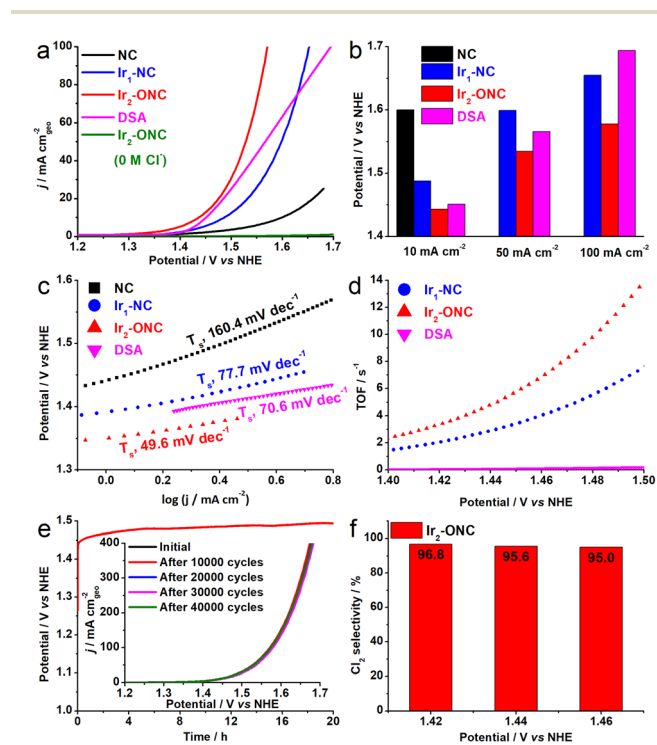 a
NC
Ir₁-NC
Ir₂-ONC
DSA
Ir₂-ONC
(0 M Cl⁻)
100
80
60
40
20
0
j / mA cm⁻²geo
1.2 1.3 1.4 1.5 1.6 1.7
Potential / V vs NHE
b
NC
Ir₁-NC
Ir₂-ONC
DSA
1.7
1.6
1.5
1.4
Potential / V vs NHE
10 mA cm⁻² 50 mA cm⁻² 100 mA cm⁻²
c
NC
Ir₁-NC
Ir₂-ONC
DSA
Tₛ, 160.4 mV dec⁻¹
Tₛ, 77.7 mV dec⁻¹
Tₛ, 70.6 mV dec⁻¹
Tₛ, 49.6 mV dec⁻¹
1.6
1.5
1.4
1.3
Potential / V vs NHE
0.0 0.2 0.4 0.6 0.8
log (j / mA cm⁻²)
d
Ir₁-NC
Ir₂-ONC
DSA
14
12
10
8
6
4
2
0
TOF / s⁻¹
1.40 1.42 1.44 1.46 1.48 1.50
Potential / V vs NHE
e
1.5
1.4
1.3
1.2
1.1
1.0
Potential / V vs NHE
Initial
After 10000 cycles
After 20000 cycles
After 30000 cycles
After 40000 cycles
400
300
200
100
0
j / mA cm⁻²geo
1.2 1.3 1.4 1.5 1.6 1.7
Potential / V vs NHE
0 4 8 12 16 20
Time / h
f
Ir₂-ONC
96.8 95.6 95.0
100
80
60
40
20
0
Cl₂ selectivity / %
1.42 1.44 1.46
Potential / V vs NHE